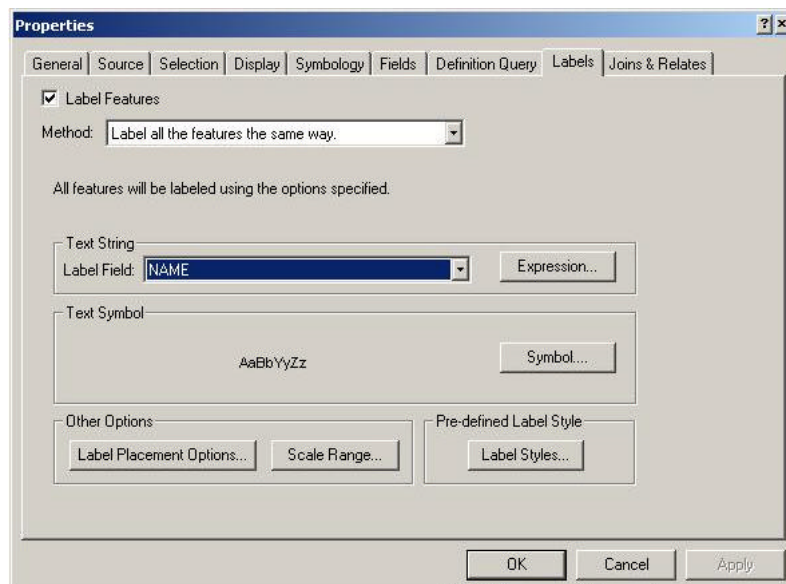 Properties
? ×
General Source Selection Display Symbology Fields Definition Query Labels Joins & Relates
Label Features
Method: Label all the features the same way.
All features will be labeled using the options specified.
Text String
Label Field: NAME Expression...
Text Symbol
AaBbYyZz Symbol....
Other Options Pre-defined Label Style
Label Placement Options... Scale Range... Label Styles...
OK Cancel Apply